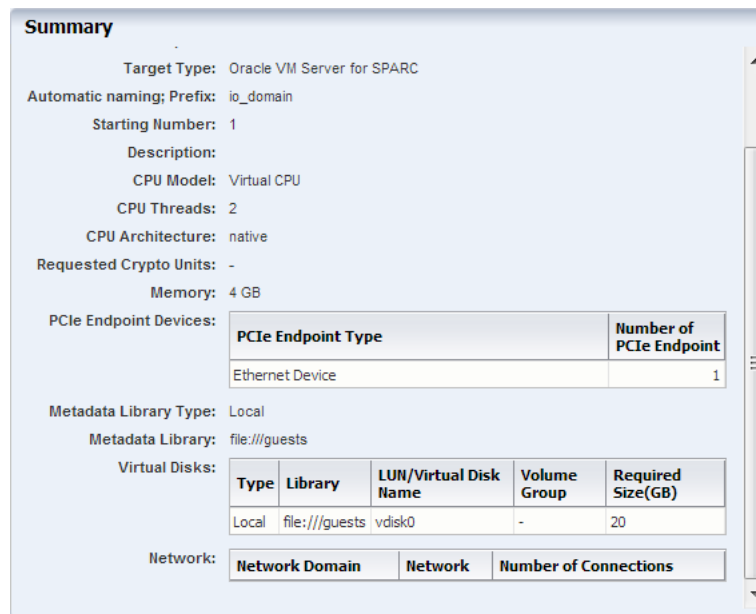 Summary
Target Type: Oracle VM Server for SPARC
Automatic naming; Prefix: io_domain
Starting Number: 1
Description:
CPU Model: Virtual CPU
CPU Threads: 2
CPU Architecture: native
Requested Crypto Units: -
Memory: 4 GB
PCIe Endpoint Devices:
PCIe Endpoint Type Number of PCIe Endpoint
Ethernet Device 1
Metadata Library Type: Local
Metadata Library: file:///guests
Virtual Disks:
Type Library LUN/Virtual Disk Name Volume Group Required Size(GB)
Local file:///guests vdisk0 - 20
Network:
Network Domain Network Number of Connections